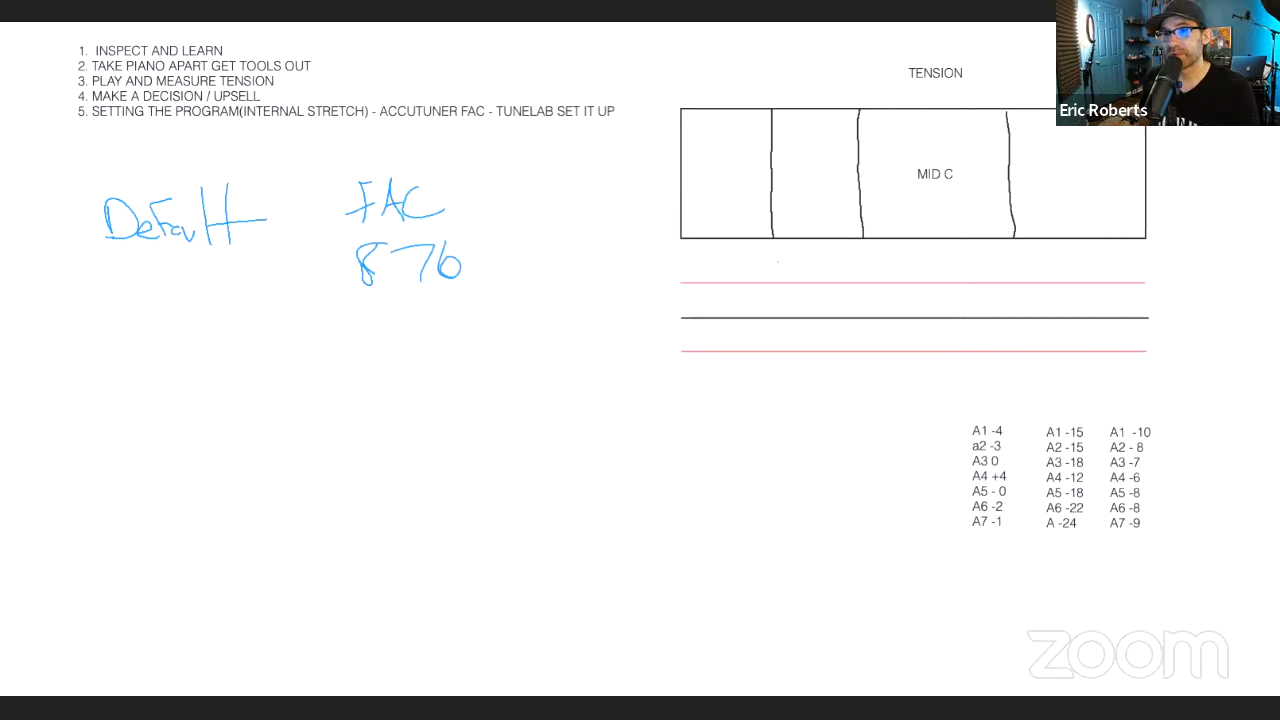 1. INSPECT AND LEARN
2. TAKE PIANO APART GET TOOLS OUT
3. PLAY AND MEASURE TENSION
4. MAKE A DECISION / UPSELL
5. SETTING THE PROGRAM(INTERNAL STRETCH) - ACCUTUNER FAC - TUNELAB SET IT UP
TENSION
Eric Roberts
MID C
DeFault
FAC
876
A1 -4
a2 -3
A3 0
A4 +4
A5 - 0
A6 -2
A7 -1
A1 -15
A2 -15
A3 -18
A4 -12
A5 -18
A6 -22
A -24
A1 -10
A2 - 8
A3 -7
A4 -6
A5 -8
A6 -8
A7 -9
zoom